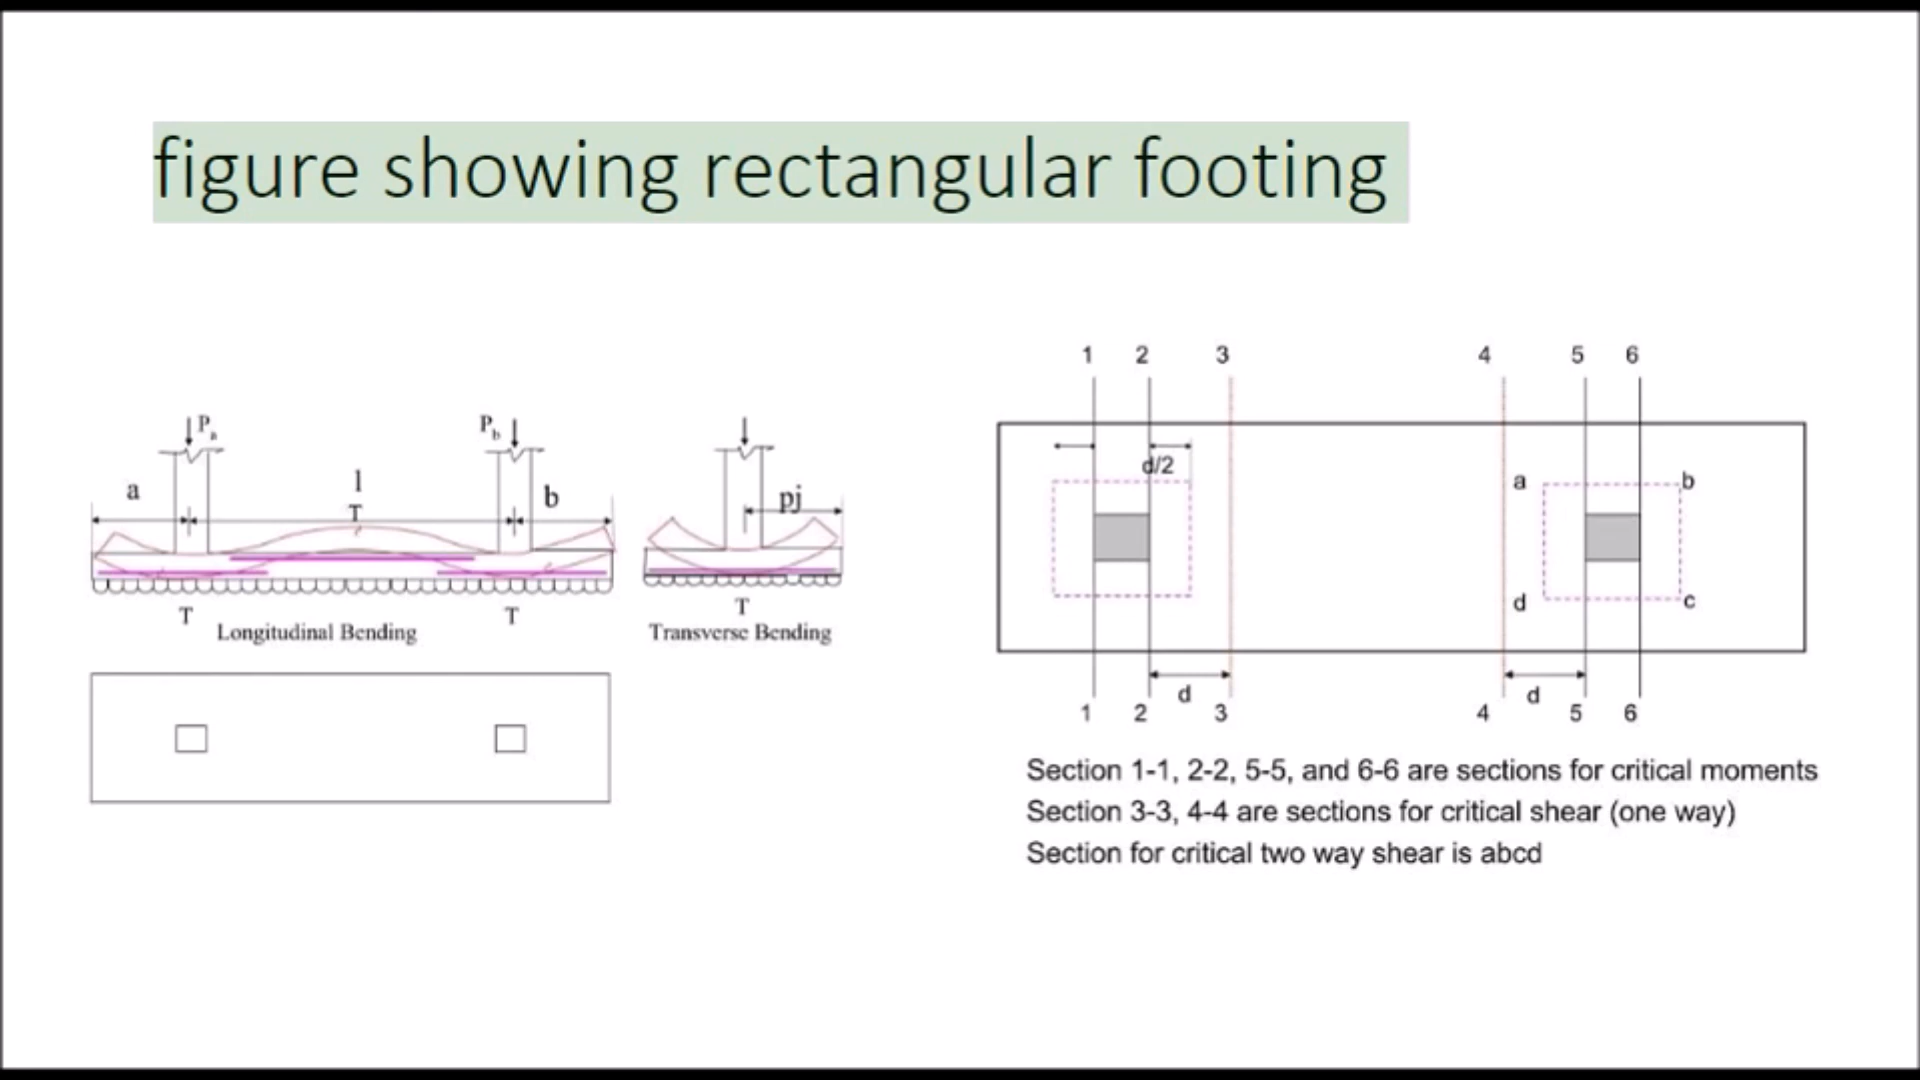 figure showing rectangular footing
Pa
Pb
a
l
b
T
pj
T
T
T
Longitudinal Bending
Transverse Bending
1 2 3 4 5 6
d/2
a
b
d
c
d
d
1 2 3 4 5 6
Section 1-1, 2-2, 5-5, and 6-6 are sections for critical moments
Section 3-3, 4-4 are sections for critical shear (one way)
Section for critical two way shear is abcd